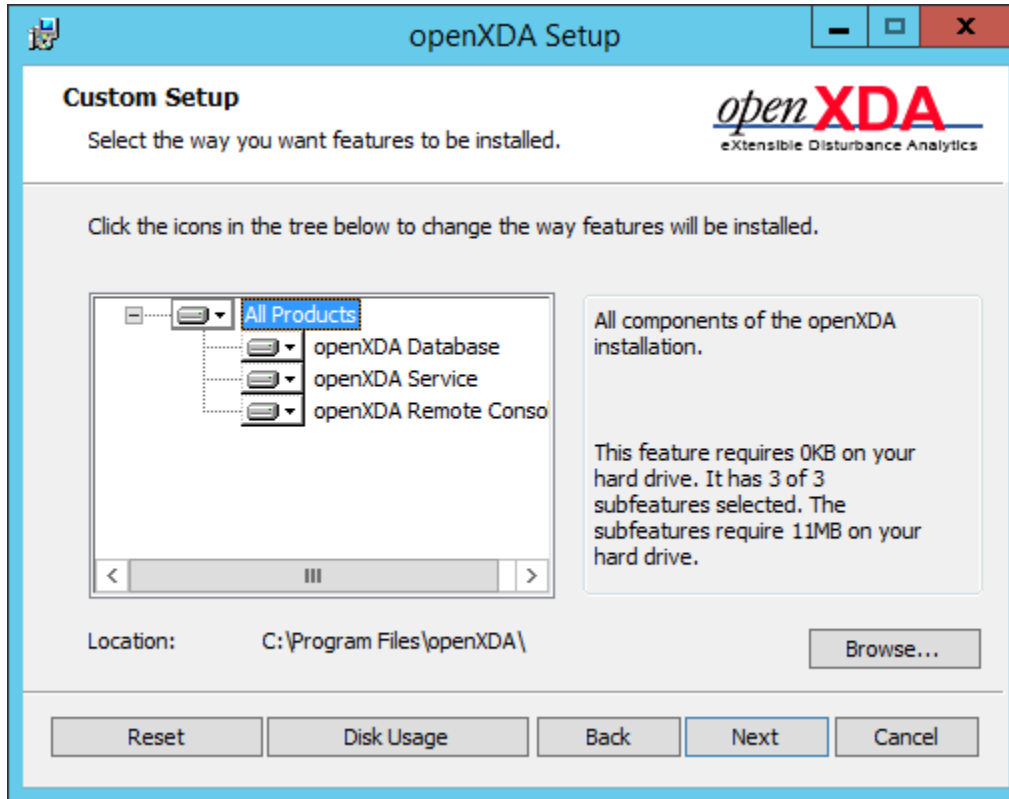 openXDA Setup
Custom Setup
Select the way you want features to be installed.
open XDA
eXtensible Disturbance Analytics
Click the icons in the tree below to change the way features will be installed.
All Products
openXDA Database
openXDA Service
openXDA Remote Conso
All components of the openXDA
installation.
This feature requires 0KB on your
hard drive. It has 3 of 3
subfeatures selected. The
subfeatures require 11MB on your
hard drive.
Location: C:\Program Files\openXDA\
Browse...
Reset Disk Usage Back Next Cancel